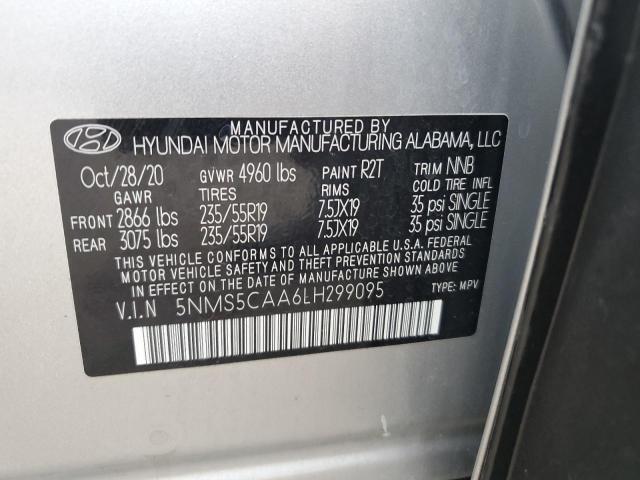 MANUFACTURED BY
HYUNDAI MOTOR MANUFACTURING ALABAMA, LLC
Oct/28/20 GVWR 4960 lbs PAINT R2T TRIM NNB
GAWR TIRES RIMS COLD TIRE INFL
FRONT 2866 lbs 235/55R19 7.5JX19 35 psi SINGLE
REAR 3075 lbs 235/55R19 7.5JX19 35 psi SINGLE
THIS VEHICLE CONFORMS TO ALL APPLICABLE U.S.A. FEDERAL
MOTOR VEHICLE SAFETY AND THEFT PREVENTION STANDARDS
IN EFFECT ON THE DATE OF MANUFACTURE SHOWN ABOVE.
V.I.N 5NMS5CAA6LH299095 TYPE: MPV